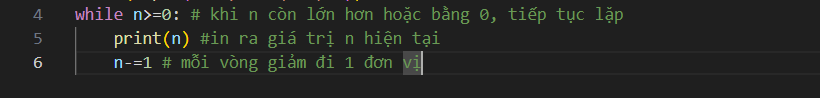 4 while n>=0: # khi n còn lớn hơn hoặc bằng 0, tiếp tục lặp
5 print(n) #in ra giá trị n hiện tại
6 n-=1 # mỗi vòng giảm đi 1 đơn vị